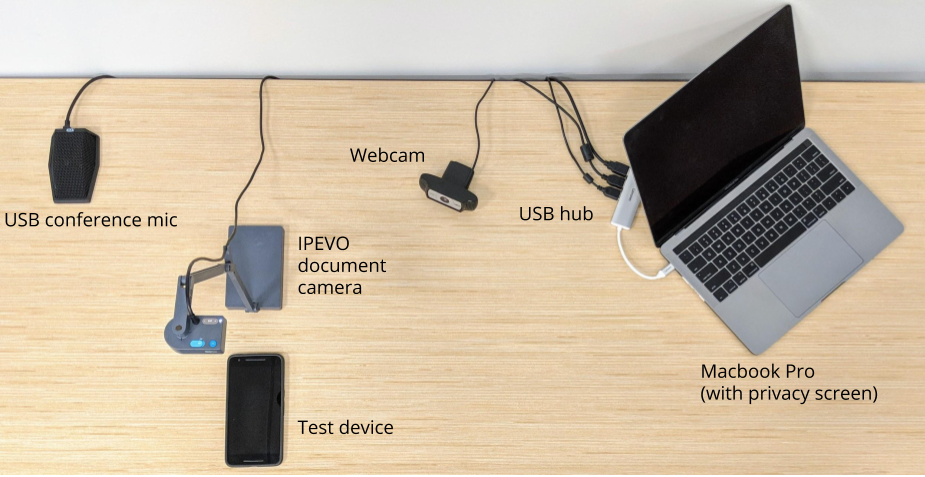 Webcam
USB hub
USB conference mic
IPEVO
document
camera
Macbook Pro
(with privacy screen)
Test device